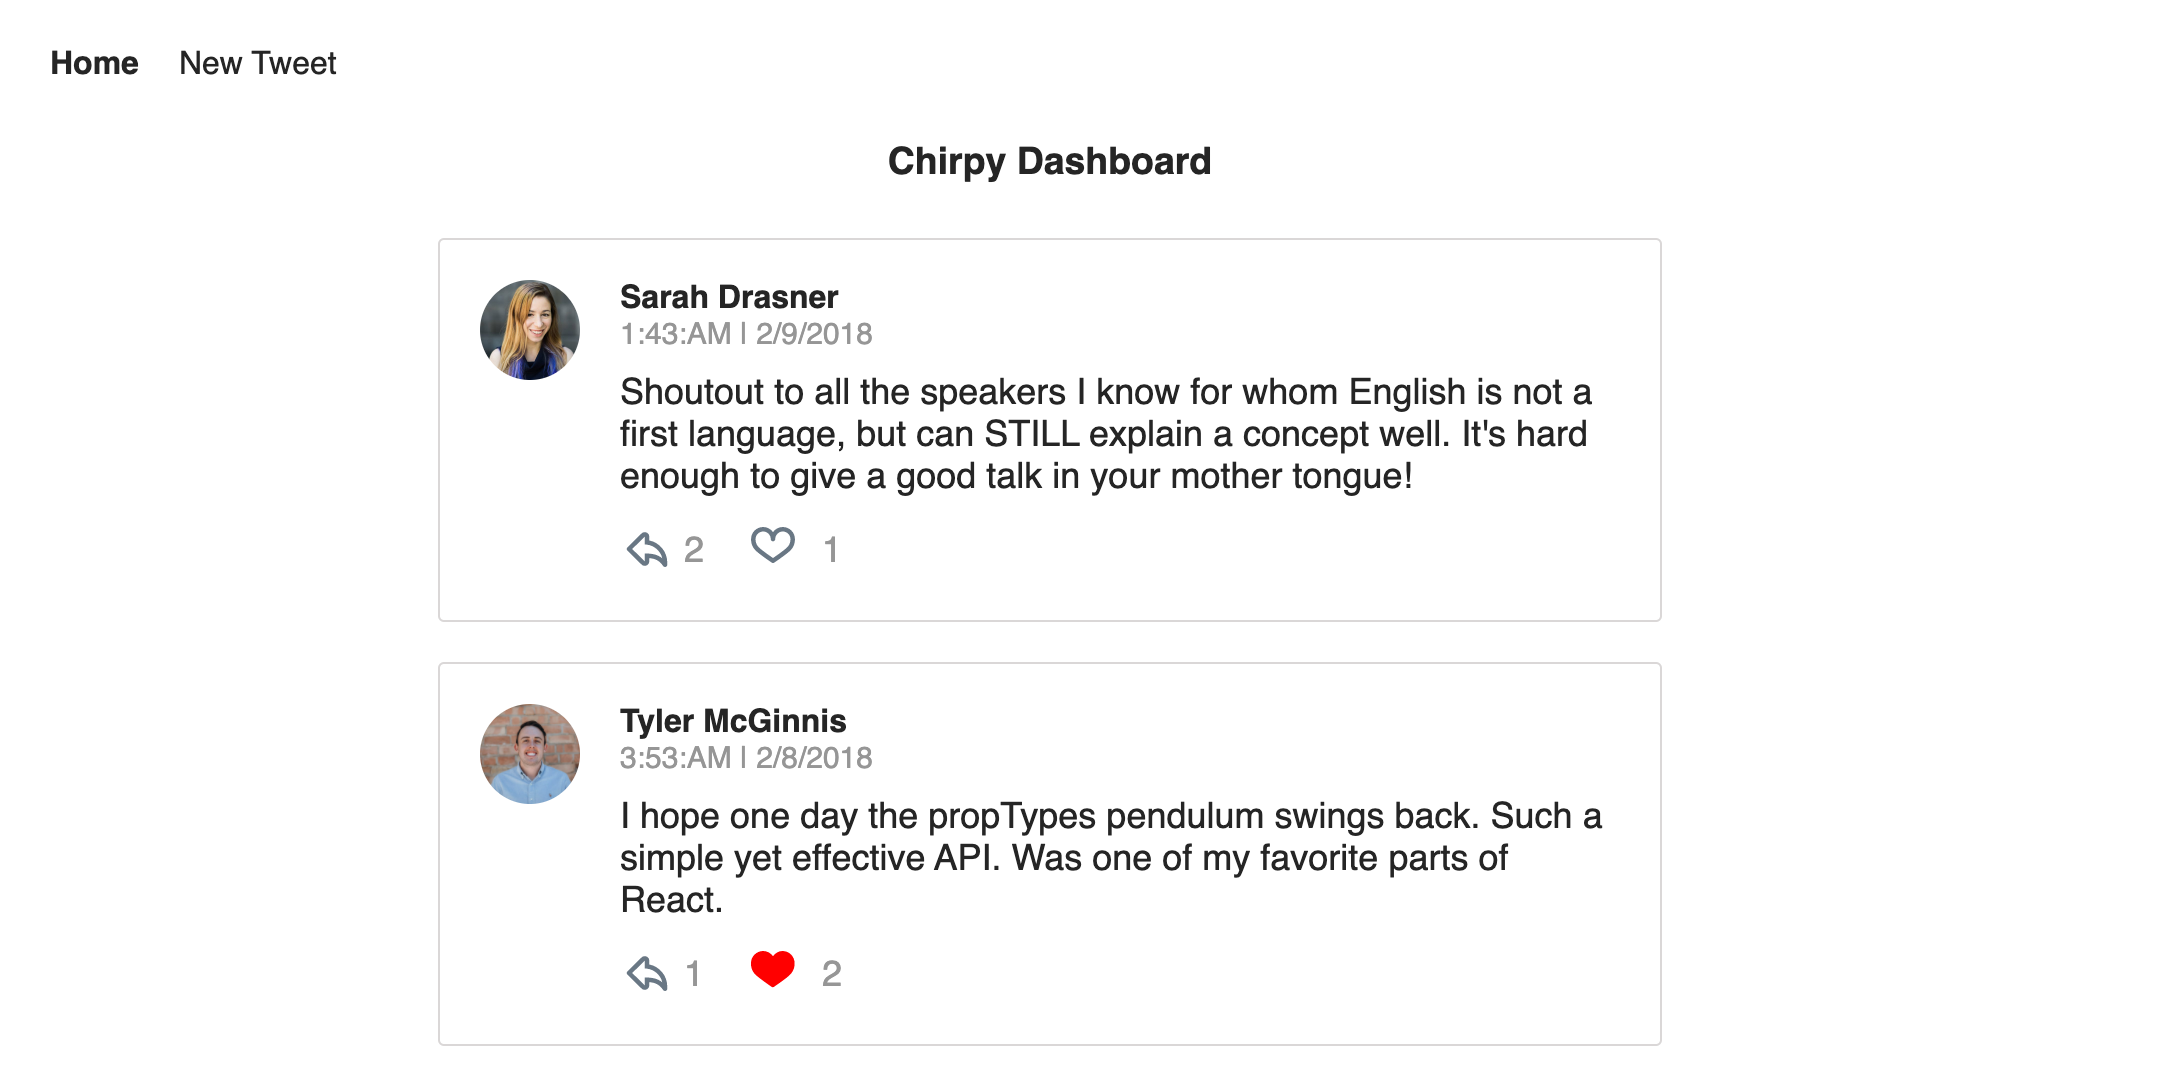 Home New Tweet
Chirpy Dashboard
Sarah Drasner
1:43:AM | 2/9/2018
Shoutout to all the speakers I know for whom English is not a
first language, but can STILL explain a concept well. It's hard
enough to give a good talk in your mother tongue!
2 1
Tyler McGinnis
3:53:AM | 2/8/2018
I hope one day the propTypes pendulum swings back. Such a
simple yet effective API. Was one of my favorite parts of
React.
1 2